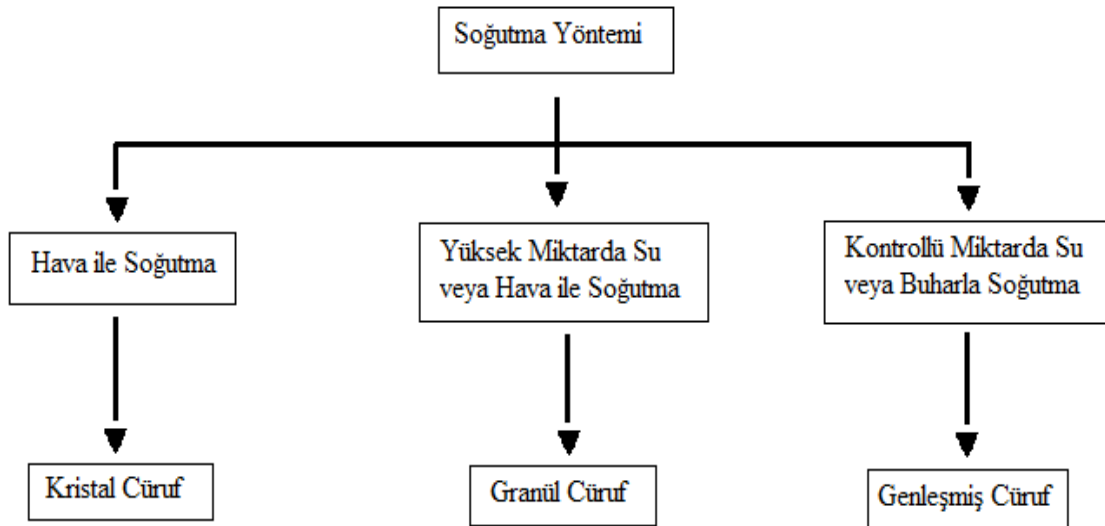 Soğutma Yöntemi
Hava ile Soğutma
Yüksek Miktarda Su
veya Hava ile Soğutma
Kontrollü Miktarda Su
veya Buharla Soğutma
Kristal Cüruf
Granül Cüruf
Genleşmiş Cüruf